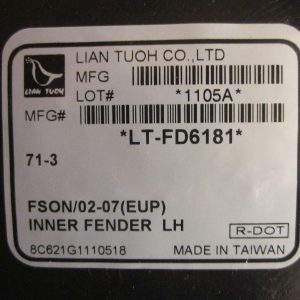 LIAN TUOH CO.,LTD
LIAN TUOH
MFG
LOT# *1105A*
MFG#
*LT-FD6181*
71-3
FSON/02-07(EUP)
INNER FENDER LH
R-DOT
8C621G1110518 MADE IN TAIWAN